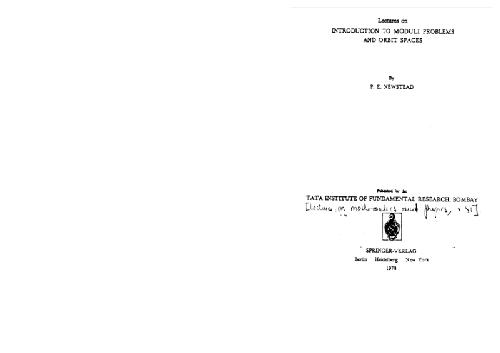 Lectures on
INTRODUCTION TO MODULI PROBLEMS
AND ORBIT SPACES
By
P. E. NEWSTEAD
Published for the
TATA INSTITUTE OF FUNDAMENTAL RESEARCH, BOMBAY
[Lectures on mathematics and physics,
SPRINGER-VERLAG
Berlin Heidelberg New York
1978